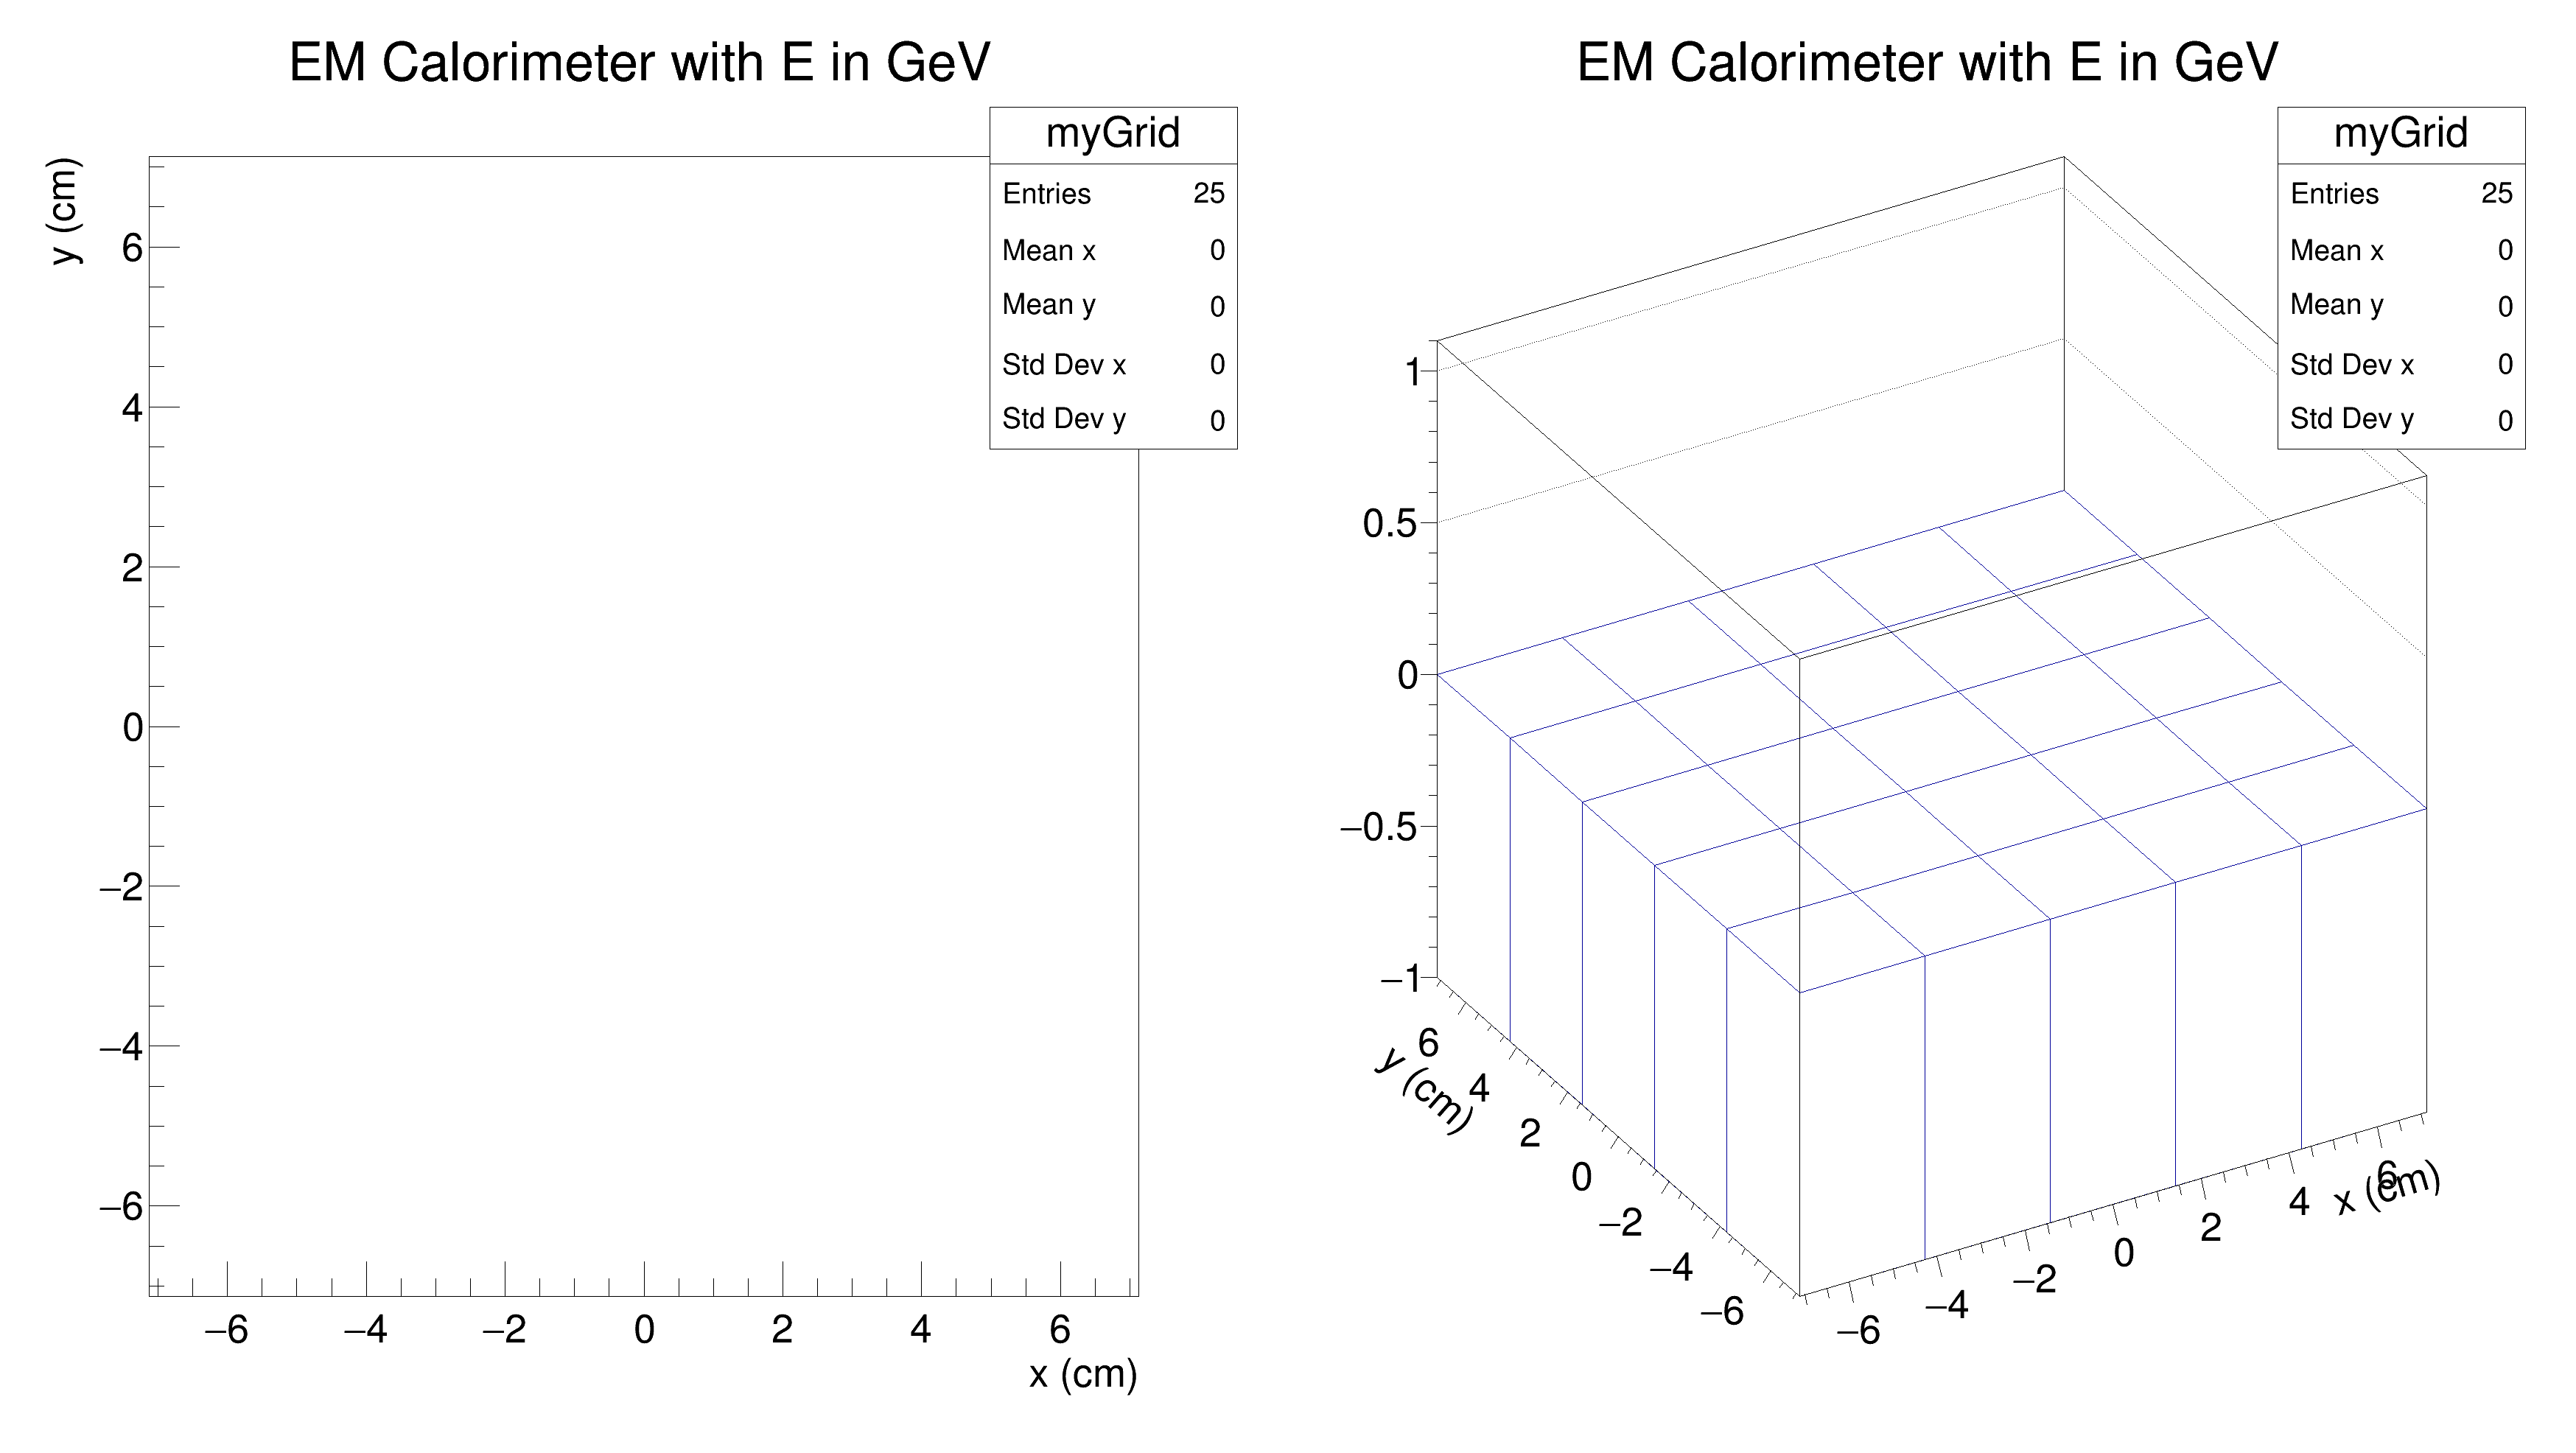 EM Calorimeter with E in GeV
myGrid
Entries 25
Mean x 0
Mean y 0
Std Dev x 0
Std Dev y 0
y (cm)
6
4
2
0
−2
−4
−6
−6 −4 −2 0 2 4 6
x (cm)
EM Calorimeter with E in GeV
myGrid
Entries 25
Mean x 0
Mean y 0
Std Dev x 0
Std Dev y 0
1
0.5
0
−0.5
−1
y (cm)
6
4
2
0
−2
−4
−6
−6 −4 −2 0 2 4 6
x (cm)